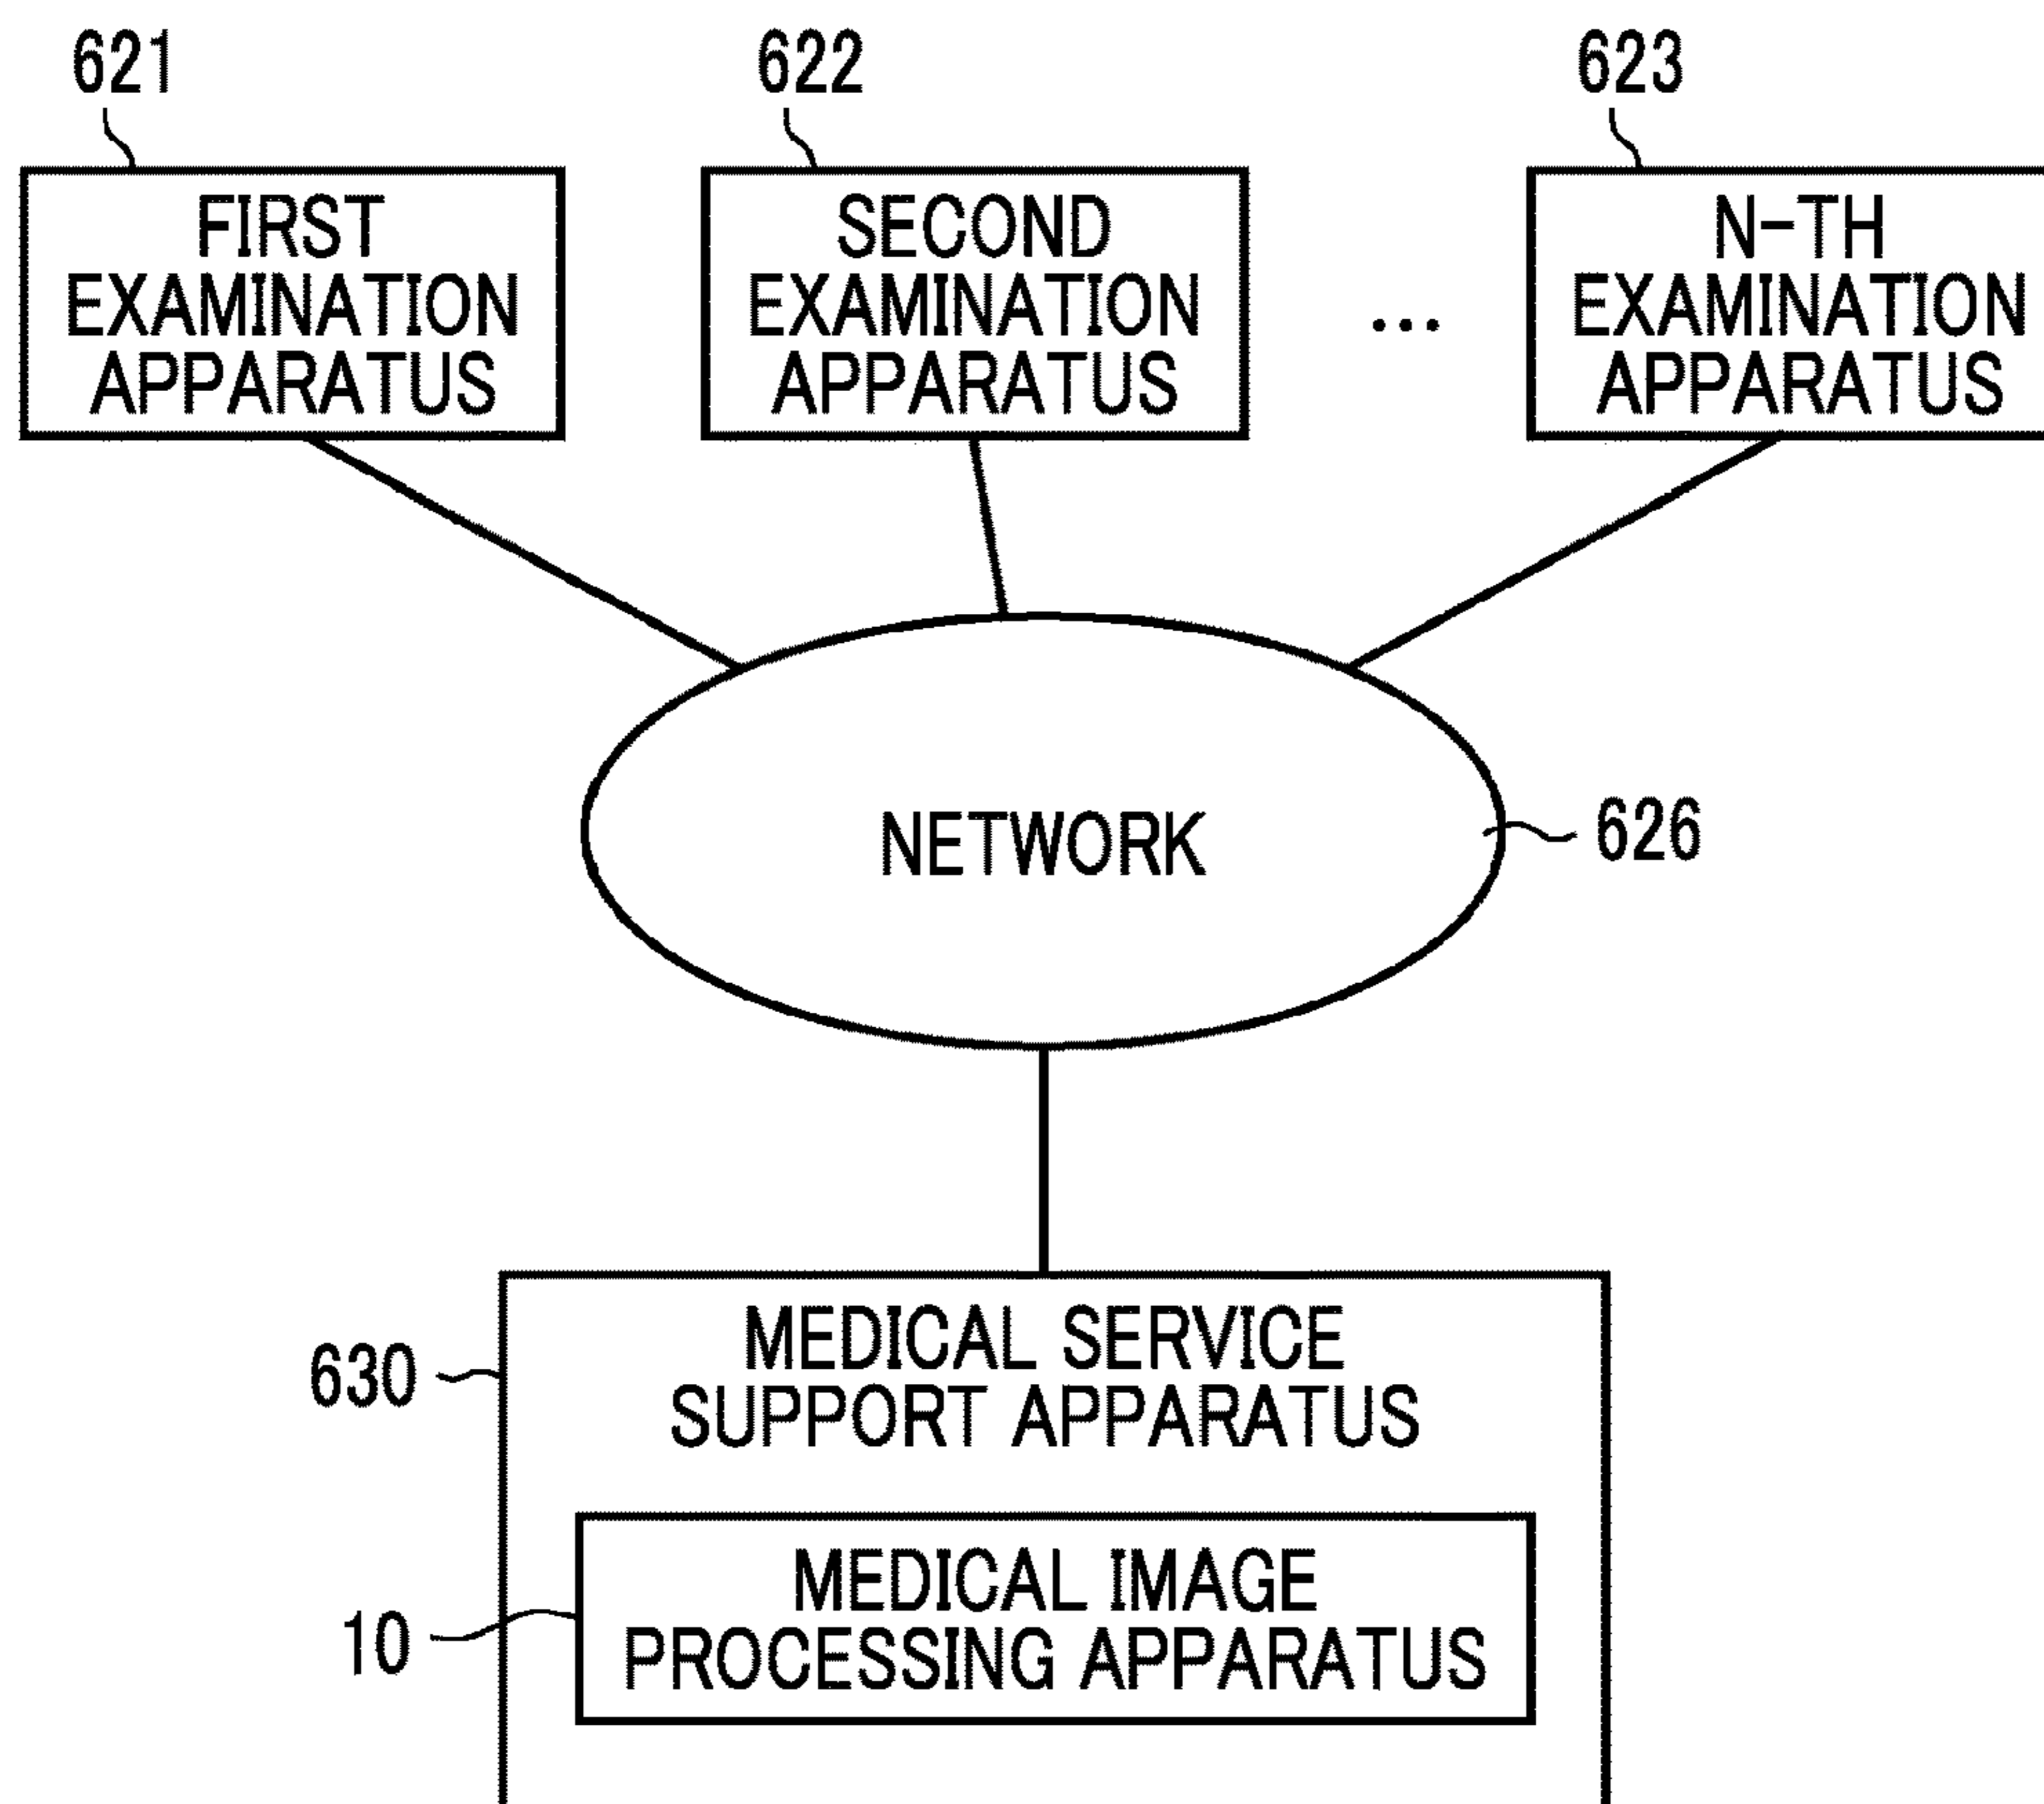 621
622
623
FIRST
EXAMINATION
APPARATUS
SECOND
EXAMINATION
APPARATUS
...
N-TH
EXAMINATION
APPARATUS
NETWORK
626
630
MEDICAL SERVICE
SUPPORT APPARATUS
10
MEDICAL IMAGE
PROCESSING APPARATUS